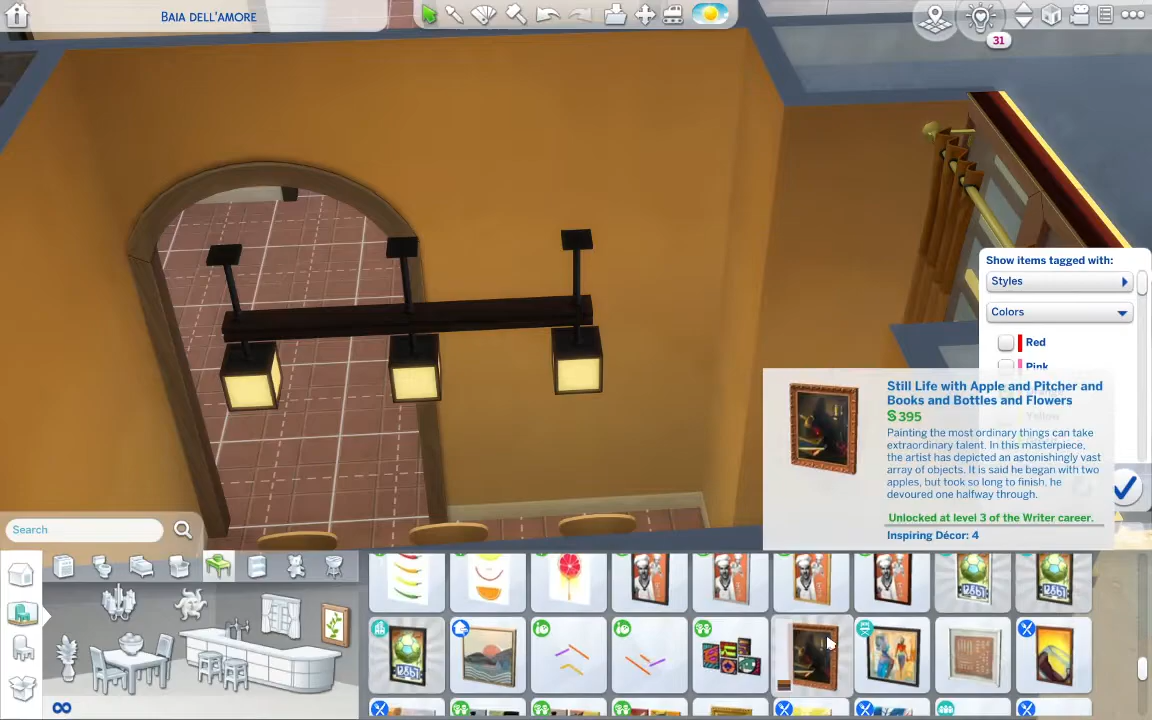 BAIA DELL'AMORE
31
Show items tagged with:
Styles
Colors
Red
Pink
Still Life with Apple and Pitcher and
Books and Bottles and Flowers
§395
Painting the most ordinary things can take
extraordinary talent. In this masterpiece,
the artist has depicted an astonishingly vast
array of objects. It is said he began with two
apples, but took so long to finish, he
devoured one halfway through.
Unlocked at level 3 of the Writer career.
Inspiring Décor: 4
Search